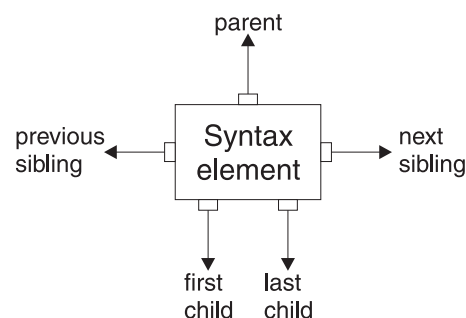 parent
previous
sibling
Syntax
element
next
sibling
first
child
last
child